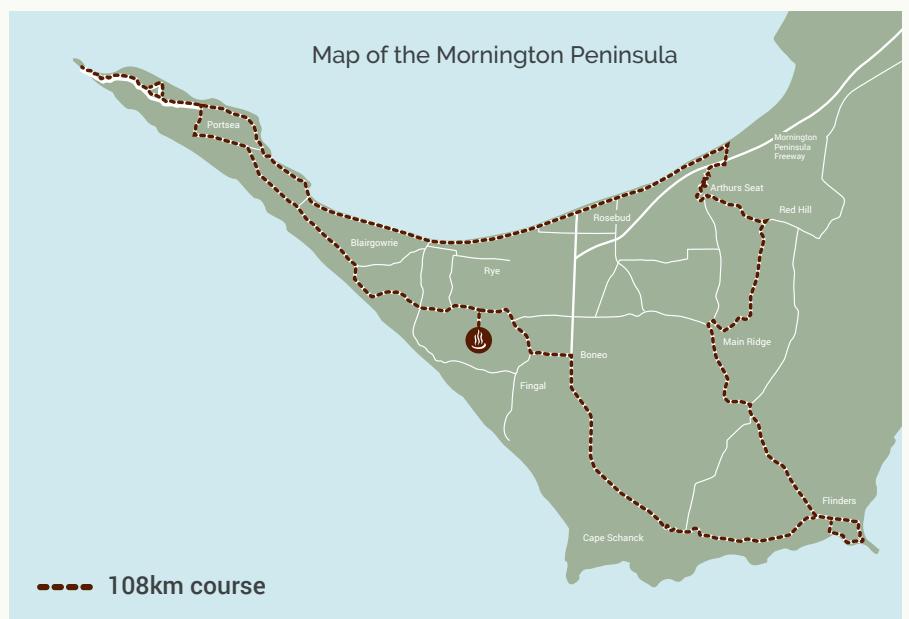 Map of the Mornington Peninsula
Mornington
Peninsula
Freeway
Portsea
Arthurs Seat
Red Hill
Rosebud
Blairgowrie
Rye
Main Ridge
Boneo
Fingal
Flinders
Cape Schanck
108km course